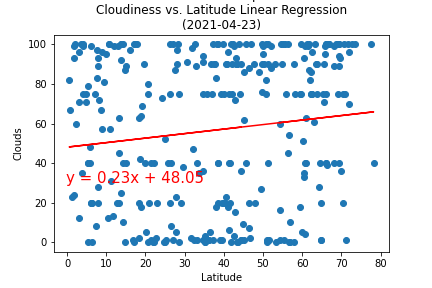 Cloudiness vs. Latitude Linear Regression
(2021-04-23)
100
80
60
40
20
0
Clouds
y = 0.23x + 48.05
0 10 20 30 40 50 60 70 80
Latitude